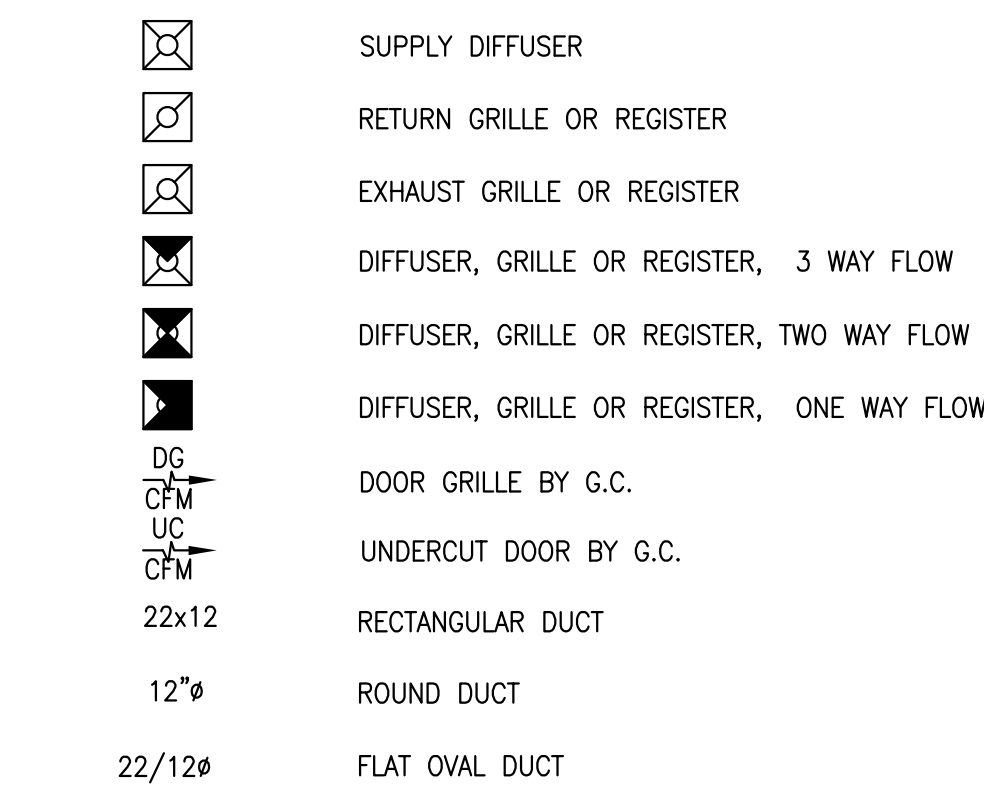 SUPPLY DIFFUSER
RETURN GRILLE OR REGISTER
EXHAUST GRILLE OR REGISTER
DIFFUSER, GRILLE OR REGISTER, 3 WAY FLOW
DIFFUSER, GRILLE OR REGISTER, TWO WAY FLOW
DIFFUSER, GRILLE OR REGISTER, ONE WAY FLOW
DG
CFM
DOOR GRILLE BY G.C.
UC
CFM
UNDERCUT DOOR BY G.C.
22x12 RECTANGULAR DUCT
12"ø ROUND DUCT
22/12ø FLAT OVAL DUCT